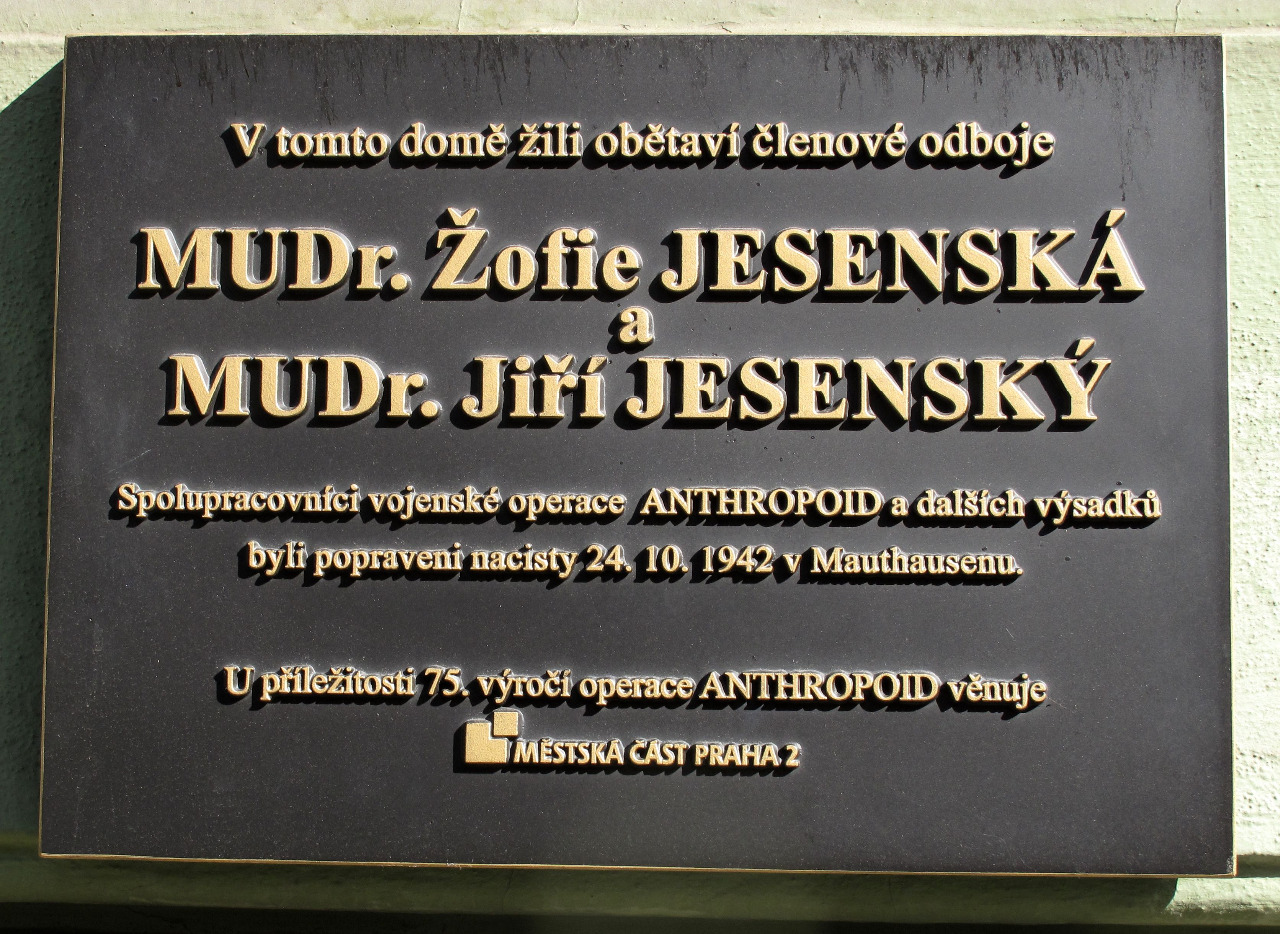 V tomto domě žili obětaví členové odboje
MUDr. Žofie JESENSKÁ
a
MUDr. Jiří JESENSKÝ
Spolupracovníci vojenské operace ANTHROPOID a dalších výsadků
byli popraveni nacisty 24. 10. 1942 v Mauthausenu.
U příležitosti 75. výročí operace ANTHROPOID věnuje
MĚSTSKÁ ČÁST PRAHA 2